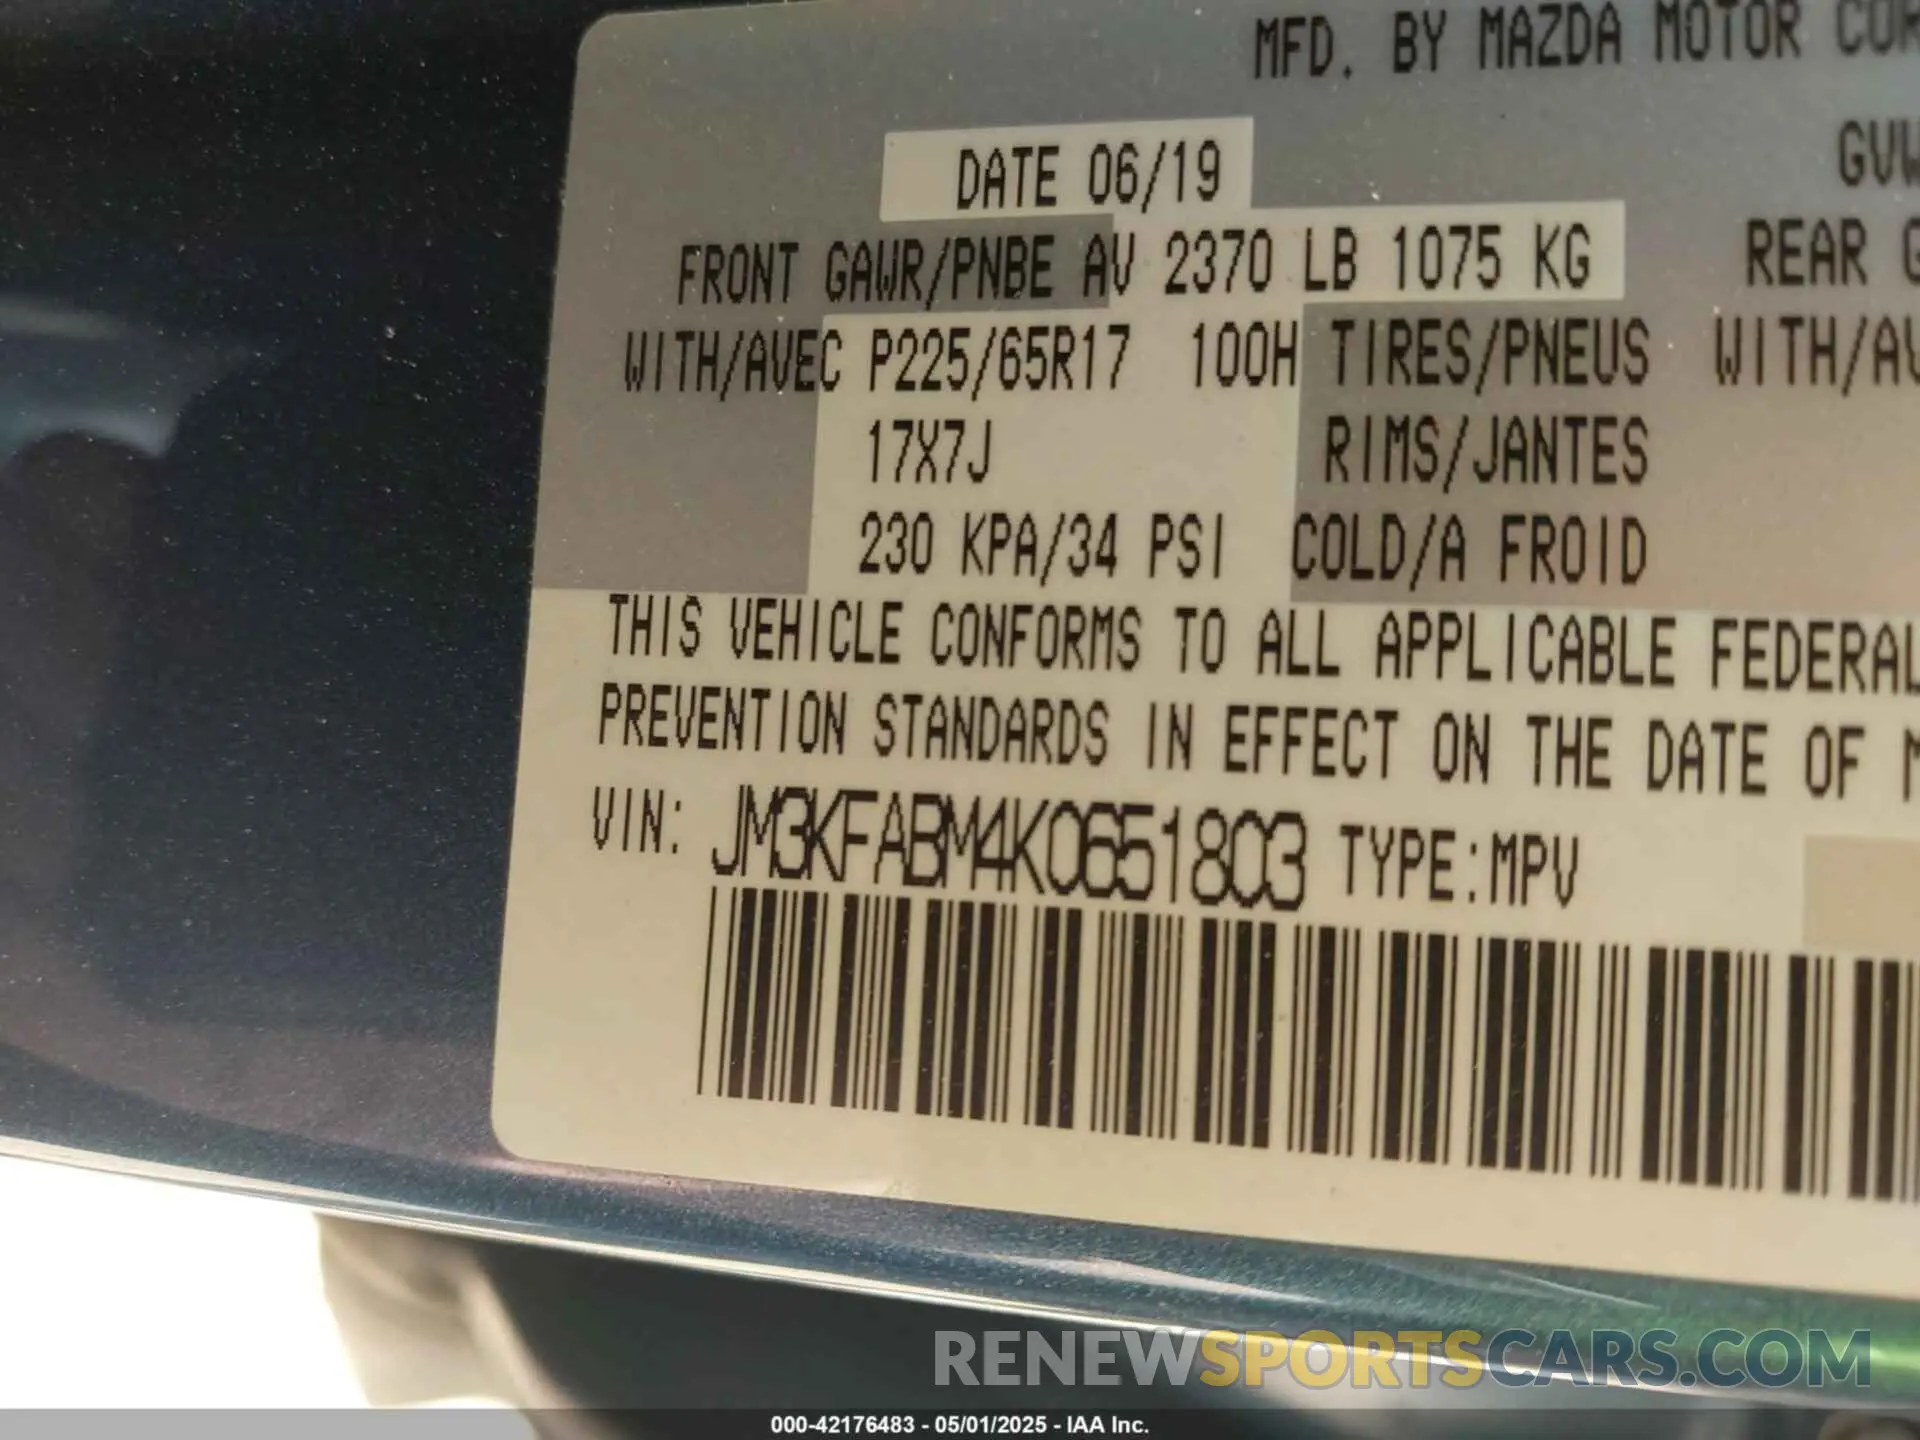 MFD. BY MAZDA MOTOR COR
DATE 06/19
GVW
FRONT GAWR/PNBE AV 2370 LB 1075 KG REAR G
WITH/AVEC P225/65R17 100H TIRES/PNEUS WITH/AV
17X7J RIMS/JANTES
230 KPA/34 PSI COLD/A FROID
THIS VEHICLE CONFORMS TO ALL APPLICABLE FEDERAL
PREVENTION STANDARDS IN EFFECT ON THE DATE OF M
VIN: JM3KFABM4K0651803 TYPE:MPV
RENEWSPORTSCARS.COM
000-42176483 - 05/01/2025 - IAA Inc.